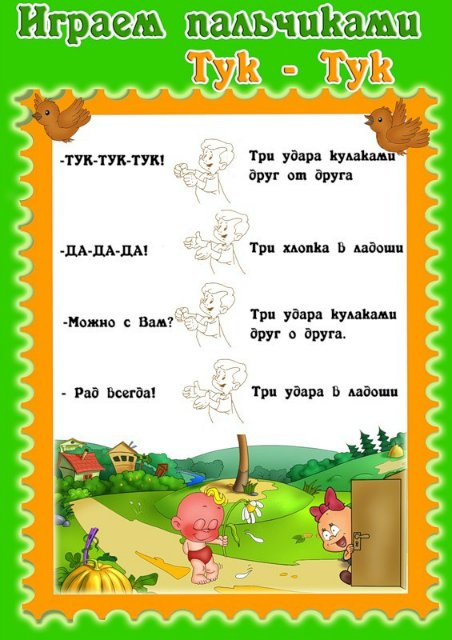 Играем пальчиками
Тук - Тук
-ТУК-ТУК-ТУК!
Три удара кулаками
друг от друга
-ДА-ДА-ДА!
Три хлопка в ладоши
-Можно с Вам?
Три удара кулаками
друг о друга.
- Рад всегда!
Три удара в ладоши